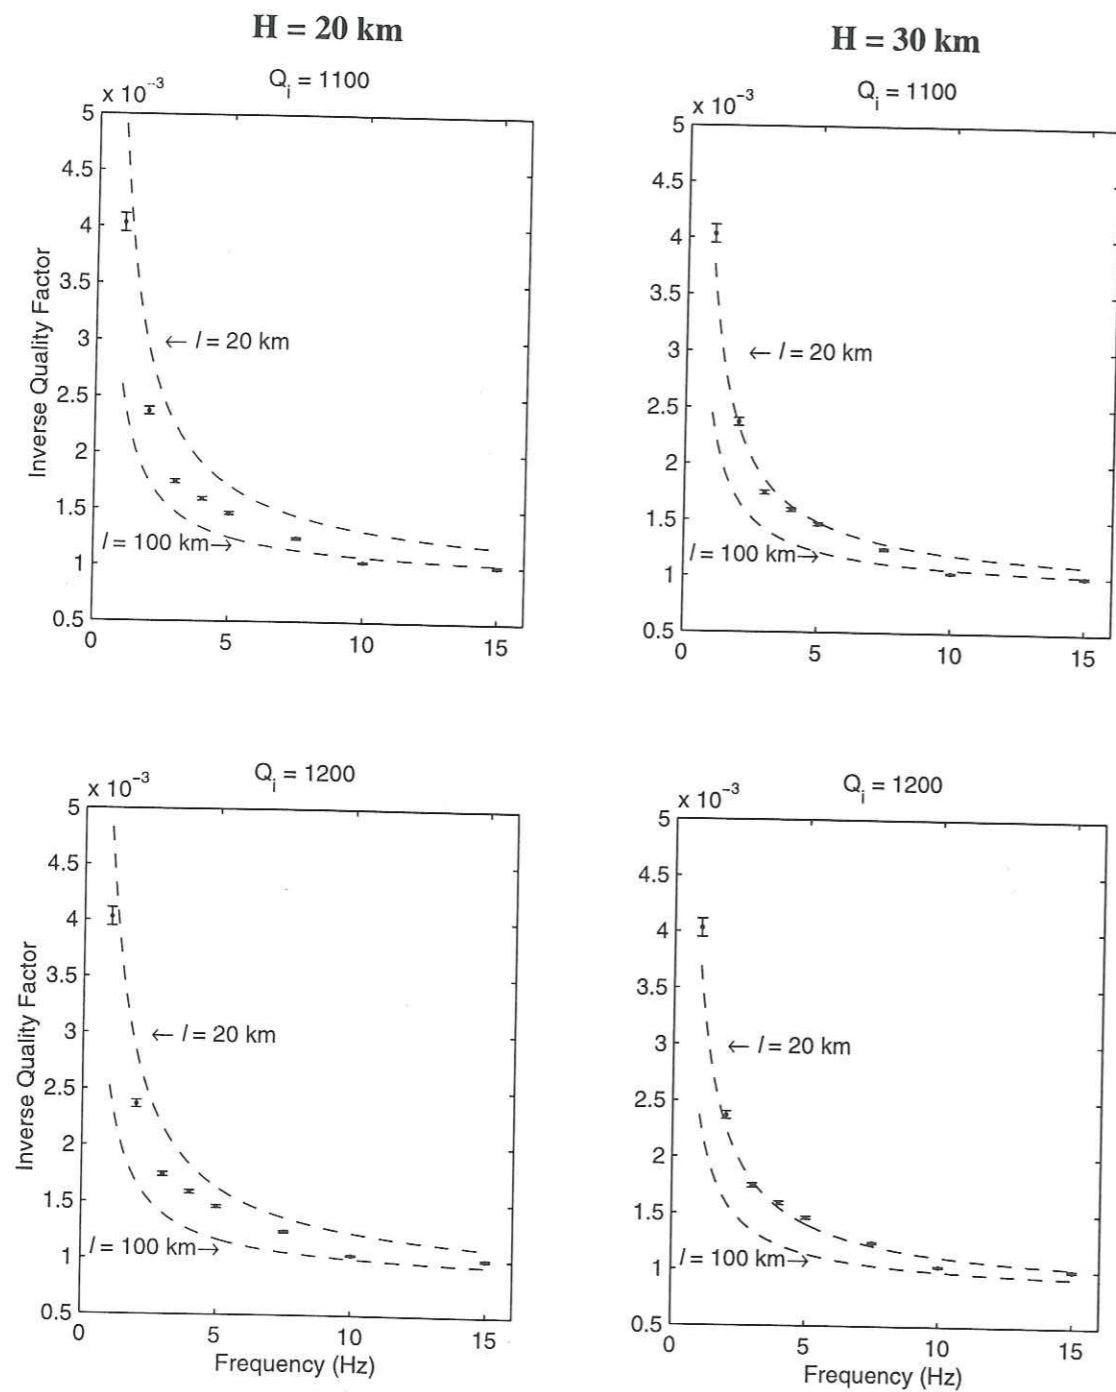 H = 20 km
H = 30 km
Q_i = 1100
x 10^-3
5
4.5
4
3.5
3
2.5
2
1.5
1
0.5
Inverse Quality Factor
← l = 20 km
l = 100 km→
0
5
10
15
Q_i = 1100
x 10^-3
5
4.5
4
3.5
3
2.5
2
1.5
1
0.5
← l = 20 km
l = 100 km→
0
5
10
15
Q_i = 1200
x 10^-3
5
4.5
4
3.5
3
2.5
2
1.5
1
0.5
Inverse Quality Factor
← l = 20 km
l = 100 km→
0
5
10
15
Frequency (Hz)
Q_i = 1200
x 10^-3
5
4.5
4
3.5
3
2.5
2
1.5
1
0.5
← l = 20 km
l = 100 km→
0
5
10
15
Frequency (Hz)